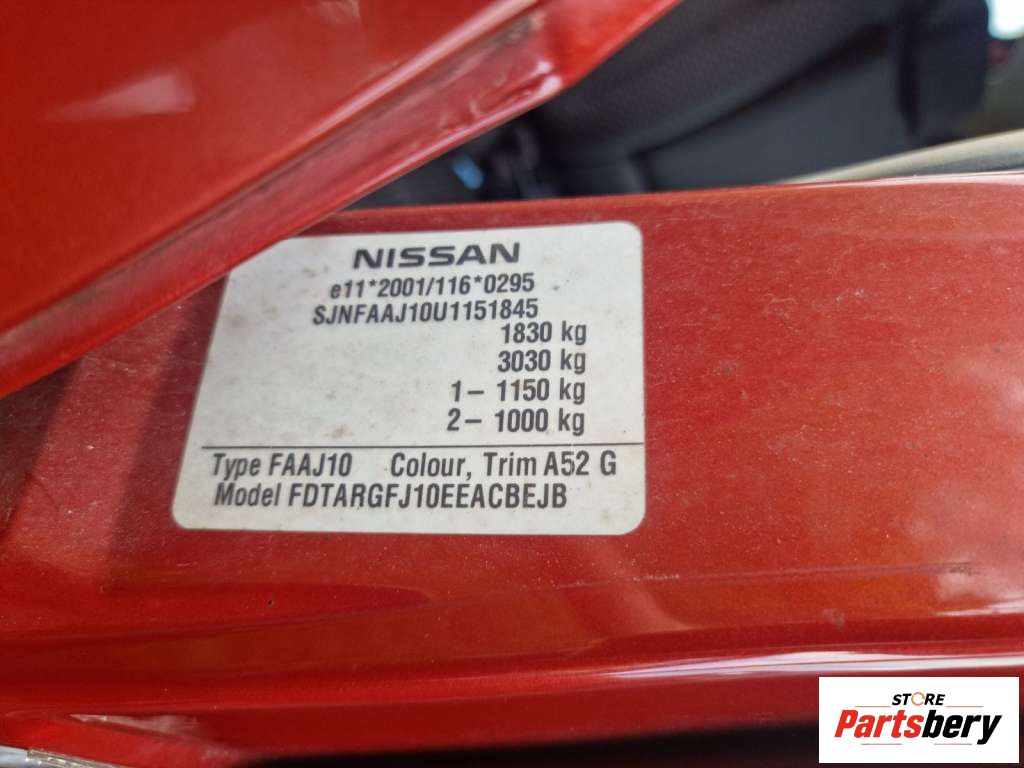 NISSAN
e11*2001/116*0295
SJNFAAJ10U1151845
1830 kg
3030 kg
1– 1150 kg
2– 1000 kg
Type FAAJ10 Colour, Trim A52 G
Model FDTARGFJ10EEACBEJB
STORE
Partsbery